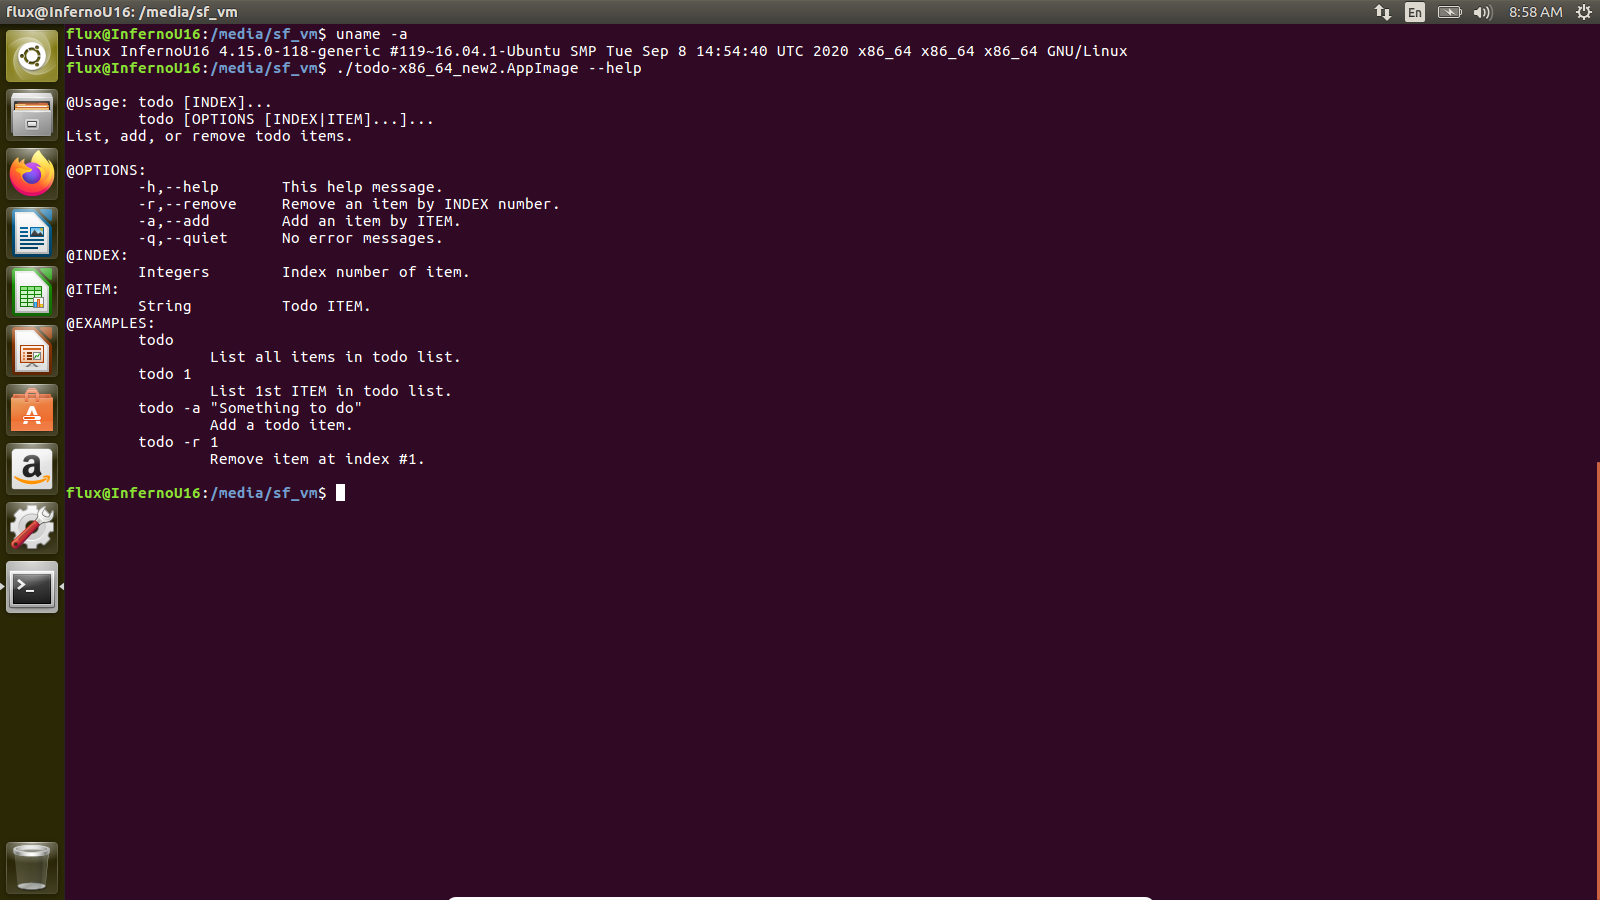 flux@InfernoU16: /media/sf_vm
En
8:58 AM
flux@InfernoU16:/media/sf_vm$ uname -a
Linux InfernoU16 4.15.0-118-generic #119~16.04.1-Ubuntu SMP Tue Sep 8 14:54:40 UTC 2020 x86_64 x86_64 x86_64 GNU/Linux
flux@InfernoU16:/media/sf_vm$ ./todo-x86_64_new2.AppImage --help
@Usage: todo [INDEX]...
todo [OPTIONS [INDEX|ITEM]...]...
List, add, or remove todo items.
@OPTIONS:
-h,--help       This help message.
-r,--remove     Remove an item by INDEX number.
-a,--add        Add an item by ITEM.
-q,--quiet      No error messages.
@INDEX:
Integers        Index number of item.
@ITEM:
String          Todo ITEM.
@EXAMPLES:
todo
List all items in todo list.
todo 1
List 1st ITEM in todo list.
todo -a "Something to do"
Add a todo item.
todo -r 1
Remove item at index #1.
flux@InfernoU16:/media/sf_vm$